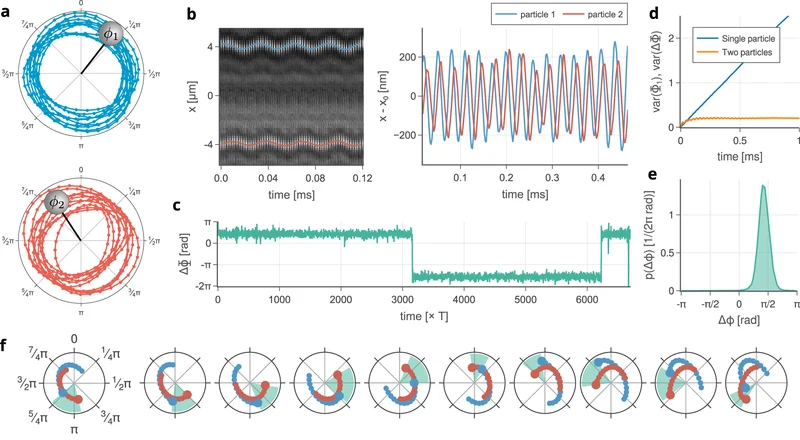 a
0
⁷⁄₄π
¹⁄₄π
ϕ₁
³⁄₂π
¹⁄₂π
⁵⁄₄π
³⁄₄π
π
0
⁷⁄₄π
¹⁄₄π
ϕ₂
³⁄₂π
¹⁄₂π
⁵⁄₄π
³⁄₄π
π
b
x [μm]
4
0
-4
0.0 0.04 0.08 0.12
time [ms]
particle 1 particle 2
x - x₀ [nm]
200
0
−200
0.1 0.2 0.3 0.4
time [ms]
c
ΔΦ̃ [rad]
π
0
-π
-2π
0 1000 2000 3000 4000 5000 6000
time [× T]
d
var(Φ̃₁), var(ΔΦ̃)
2
1
0
Single particle
Two particles
0 0.5 1
time [ms]
e
p(Δϕ) [1/(2π rad)]
1
0.5
0
-π -π/2 0 π/2 π
Δϕ [rad]
f
0
⁷⁄₄π
¹⁄₄π
³⁄₂π
¹⁄₂π
⁵⁄₄π
³⁄₄π
π